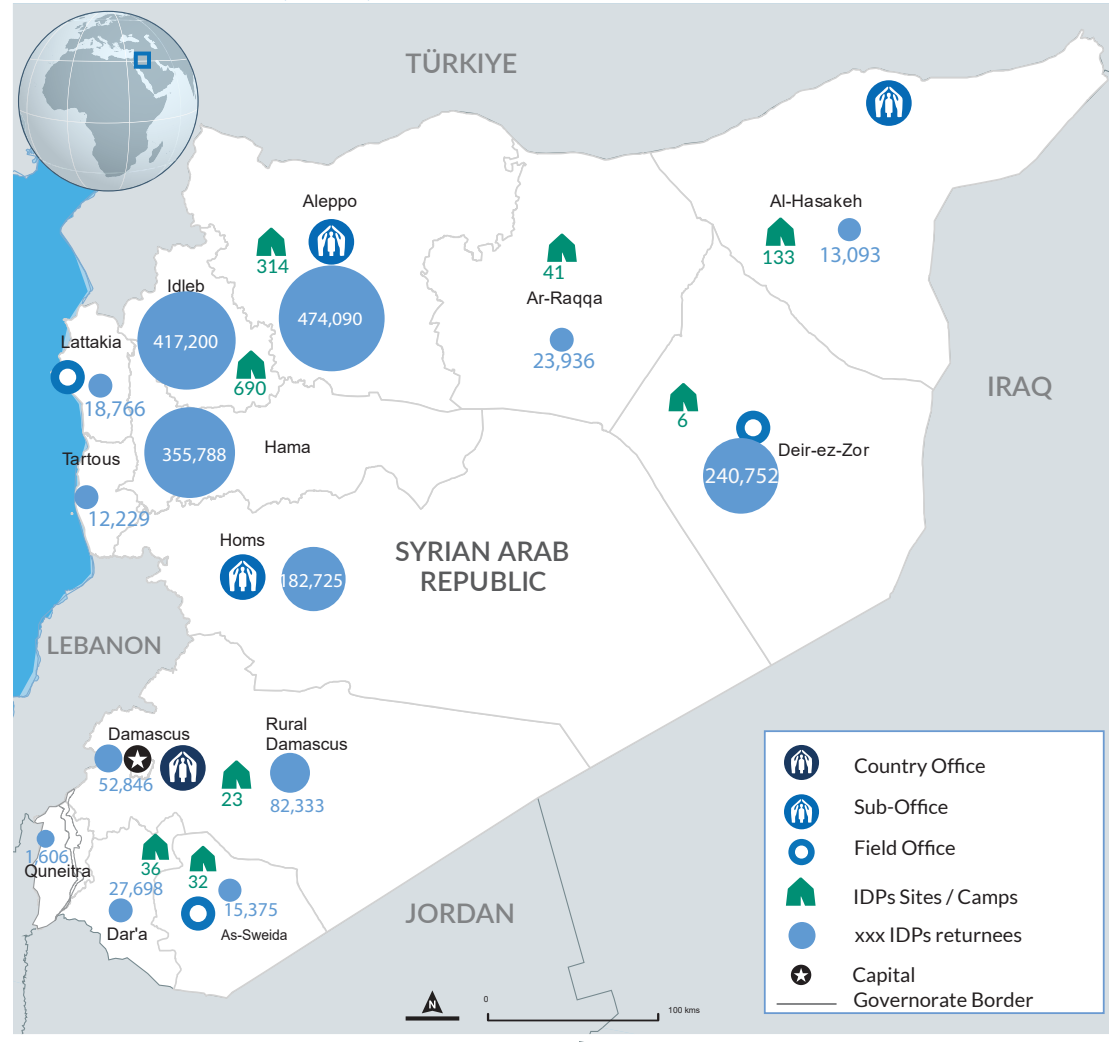 TÜRKIYE
Al-Hasakeh
133
13,093
Aleppo
314
474,090
41
Ar-Raqqa
23,936
Idleb
417,200
690
Lattakia
18,766
IRAQ
6
Deir-ez-Zor
240,752
Hama
355,788
Tartous
12,229
Homs
182,725
SYRIAN ARAB
REPUBLIC
LEBANON
Damascus
52,846
Rural
Damascus
23
82,333
1,606
Quneitra
36
27,698
Dar'a
32
15,375
As-Sweida
JORDAN
N
0
100 kms
Country Office
Sub-Office
Field Office
IDPs Sites / Camps
xxx IDPs returnees
Capital
Governorate Border